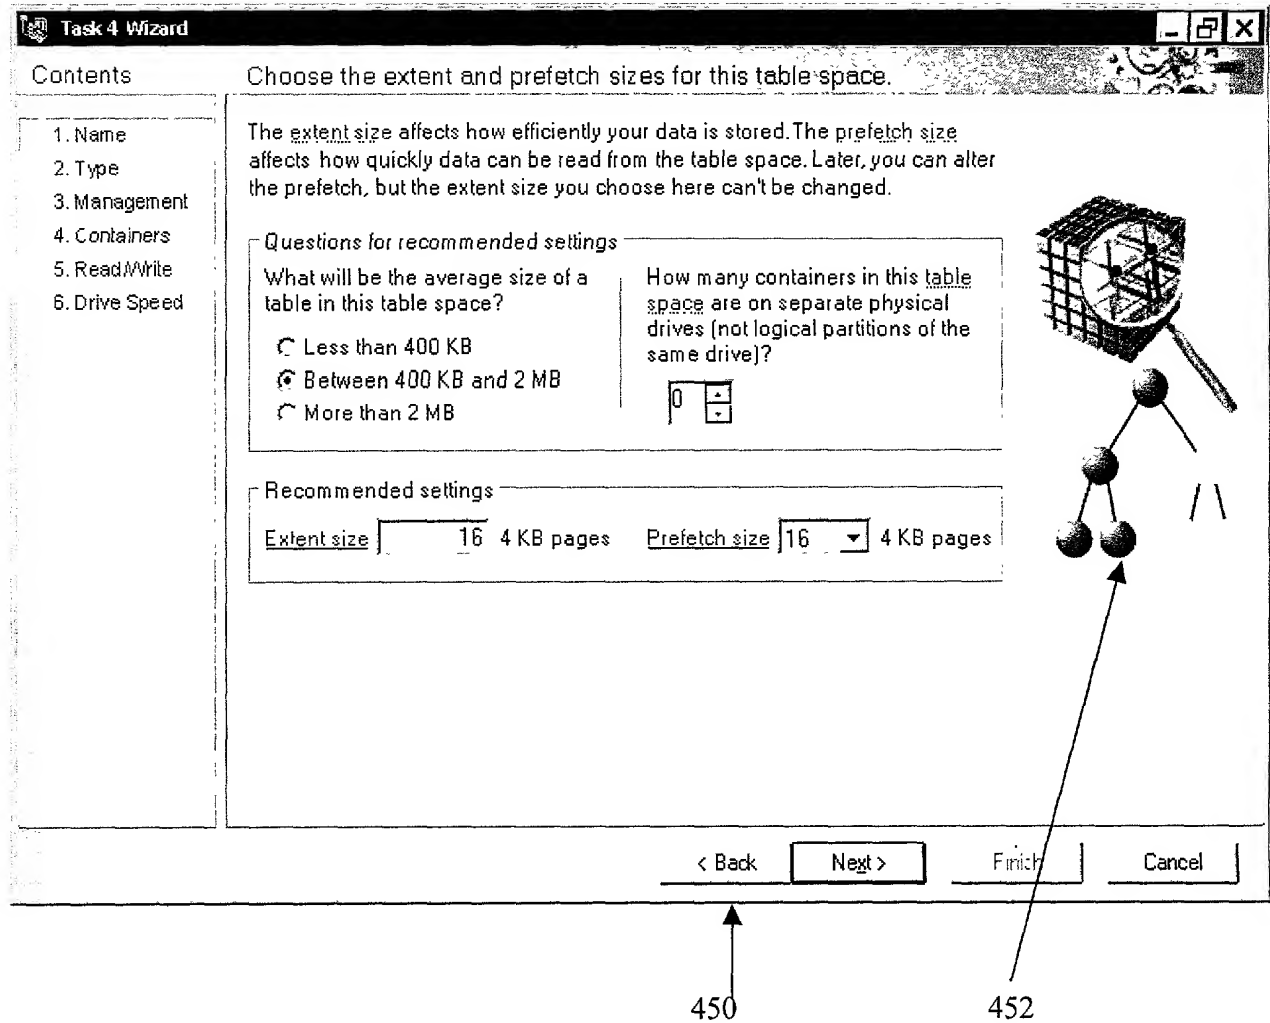 Task 4 Wizard
Contents
Choose the extent and prefetch sizes for this table space.
1. Name
2. Type
3. Management
4. Containers
5. Read/Write
6. Drive Speed
The extent size affects how efficiently your data is stored. The prefetch size
affects how quickly data can be read from the table space. Later, you can alter
the prefetch, but the extent size you choose here can't be changed.
Questions for recommended settings
What will be the average size of a
table in this table space?
Less than 400 KB
Between 400 KB and 2 MB
More than 2 MB
How many containers in this table
space are on separate physical
drives (not logical partitions of the
same drive)?
0
Recommended settings
Extent size 16 4 KB pages
Prefetch size 16 4 KB pages
< Back
Next >
Finish
Cancel
450
452